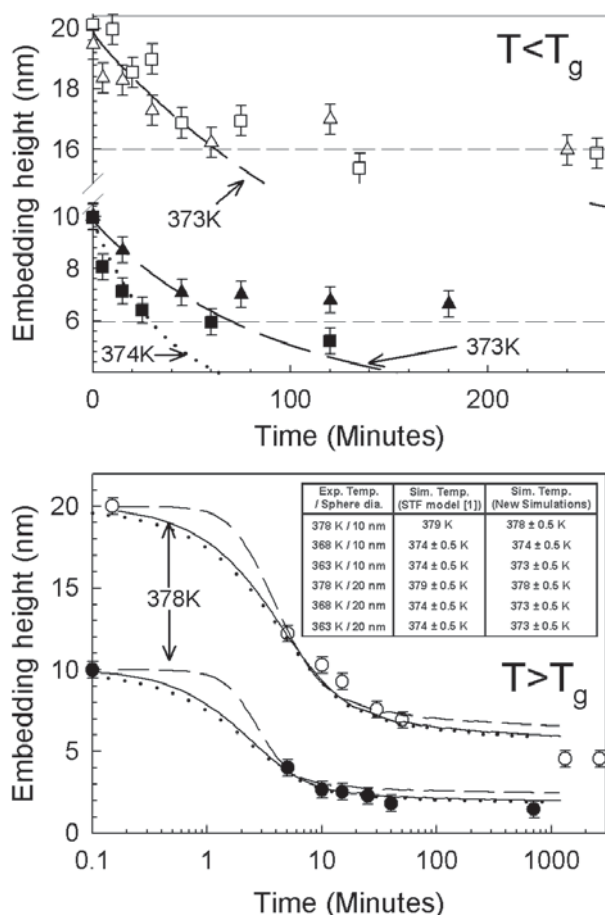 20
T<Tg
18
16
373K
10
8
6
374K
373K
0
100
200
Embedding height (nm)
Time (Minutes)
20
15
10
5
0
378K
Exp. Temp. / Sphere dia. Sim. Temp. (STF model [1]) Sim. Temp. (New Simulations)
378 K / 10 nm 379 K 378 ± 0.5 K
368 K / 10 nm 374 ± 0.5 K 374 ± 0.5 K
363 K / 10 nm 374 ± 0.5 K 373 ± 0.5 K
378 K / 20 nm 379 ± 0.5 K 378 ± 0.5 K
368 K / 20 nm 374 ± 0.5 K 373 ± 0.5 K
363 K / 20 nm 374 ± 0.5 K 373 ± 0.5 K
T>Tg
0.1
1
10
100
1000
Embedding height (nm)
Time (Minutes)